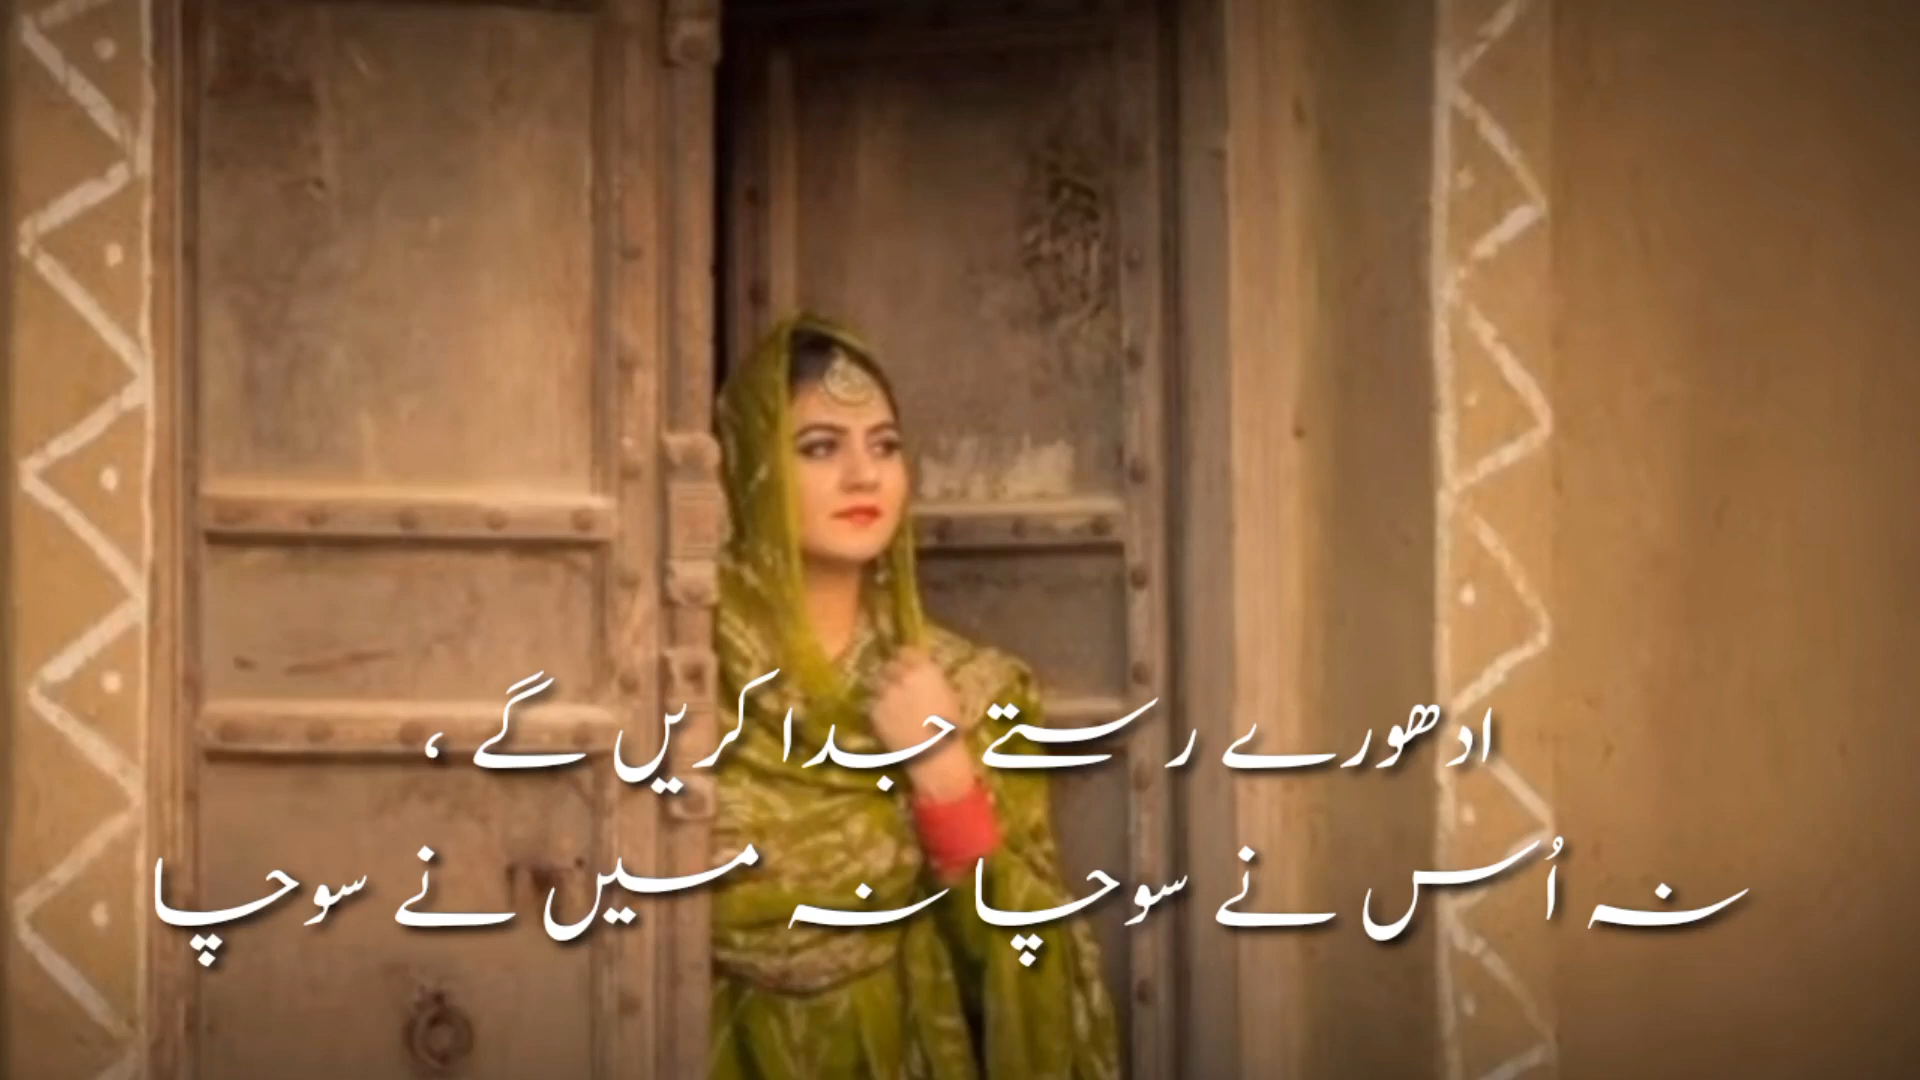 ادھورے رستے جدا کریں گے ،
نہ اُس نے سوچا نہ میں نے سوچا